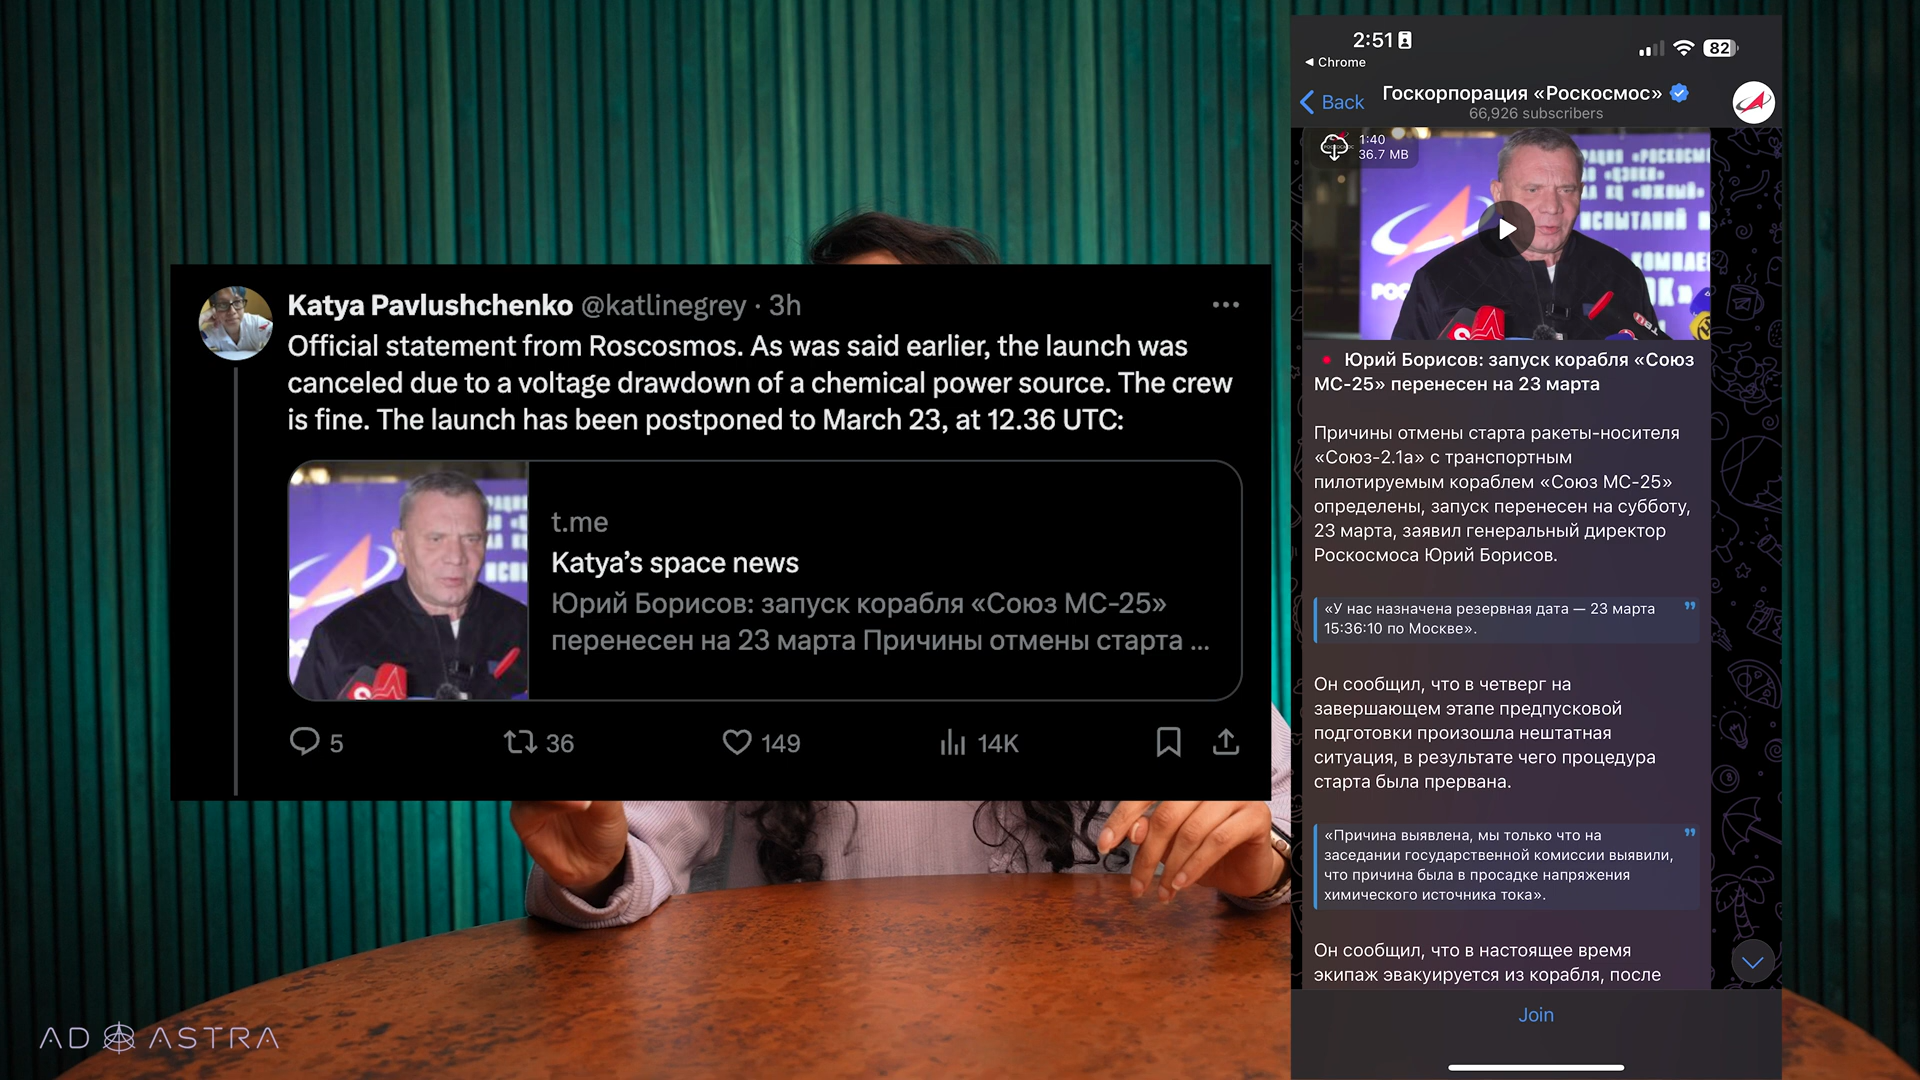 Katya Pavlushchenko @katlinegrey · 3h
Official statement from Roscosmos. As was said earlier, the launch was
canceled due to a voltage drawdown of a chemical power source. The crew
is fine. The launch has been postponed to March 23, at 12.36 UTC:
t.me
Katya’s space news
Юрий Борисов: запуск корабля «Союз МС-25»
перенесен на 23 марта Причины отмены старта ...
5
36
149
14K
AD ASTRA
2:51
82
Chrome
Back
Госкорпорация «Роскосмос»
66,926 subscribers
1:40
36.7 MB
Юрий Борисов: запуск корабля «Союз
МС-25» перенесен на 23 марта
Причины отмены старта ракеты-носителя
«Союз-2.1а» с транспортным
пилотируемым кораблем «Союз МС-25»
определены, запуск перенесен на субботу,
23 марта, заявил генеральный директор
Роскосмоса Юрий Борисов.
«У нас назначена резервная дата — 23 марта
15:36:10 по Москве».
Он сообщил, что в четверг на
завершающем этапе предпусковой
подготовки произошла нештатная
ситуация, в результате чего процедура
старта была прервана.
«Причина выявлена, мы только что на
заседании государственной комиссии выявили,
что причина была в просадке напряжения
химического источника тока».
Он сообщил, что в настоящее время
экипаж эвакуируется из корабля, после
Join